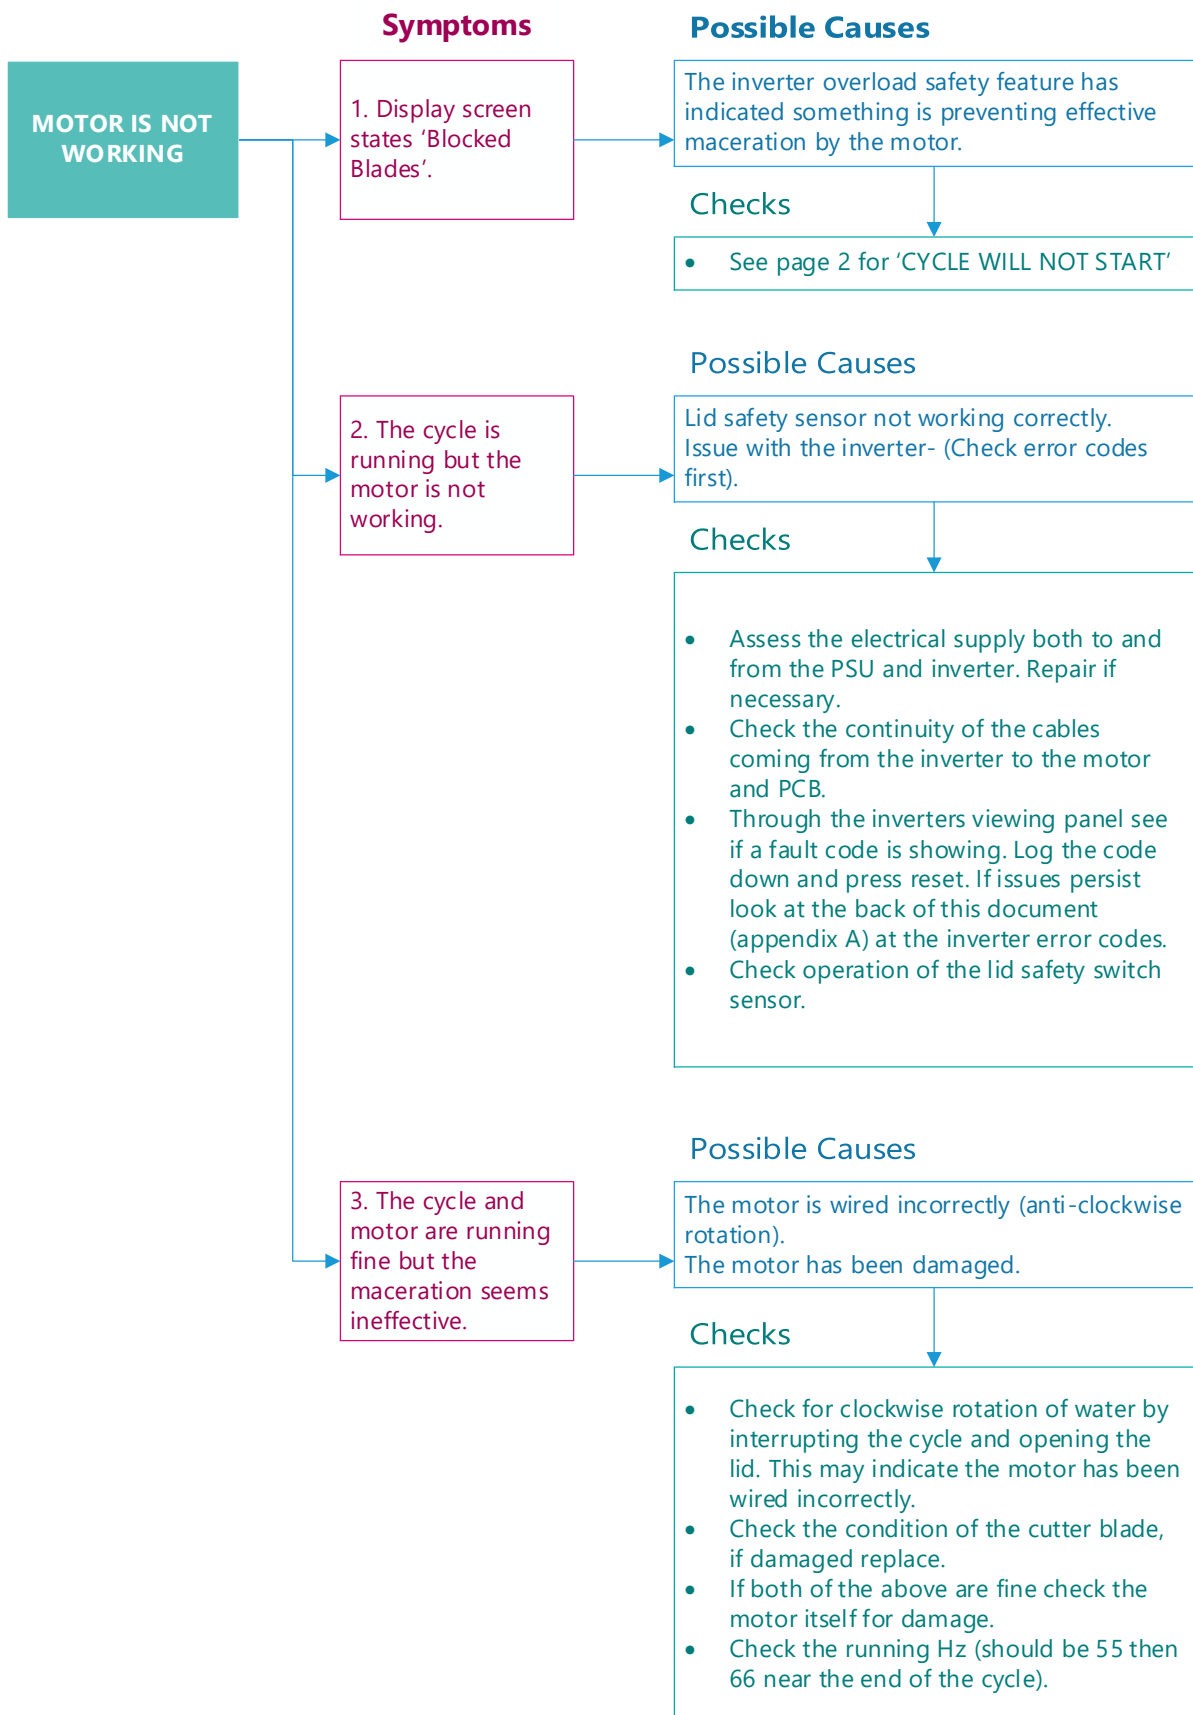 Symptoms
Possible Causes
MOTOR IS NOT
WORKING
1. Display screen
states ‘Blocked
Blades’.
The inverter overload safety feature has
indicated something is preventing effective
maceration by the motor.
Checks
• See page 2 for ‘CYCLE WILL NOT START’
Possible Causes
2. The cycle is
running but the
motor is not
working.
Lid safety sensor not working correctly.
Issue with the inverter- (Check error codes
first).
Checks
• Assess the electrical supply both to and
from the PSU and inverter. Repair if
necessary.
• Check the continuity of the cables
coming from the inverter to the motor
and PCB.
• Through the inverters viewing panel see
if a fault code is showing. Log the code
down and press reset. If issues persist
look at the back of this document
(appendix A) at the inverter error codes.
• Check operation of the lid safety switch
sensor.
Possible Causes
3. The cycle and
motor are running
fine but the
maceration seems
ineffective.
The motor is wired incorrectly (anti-clockwise
rotation).
The motor has been damaged.
Checks
• Check for clockwise rotation of water by
interrupting the cycle and opening the
lid. This may indicate the motor has been
wired incorrectly.
• Check the condition of the cutter blade,
if damaged replace.
• If both of the above are fine check the
motor itself for damage.
• Check the running Hz (should be 55 then
66 near the end of the cycle).